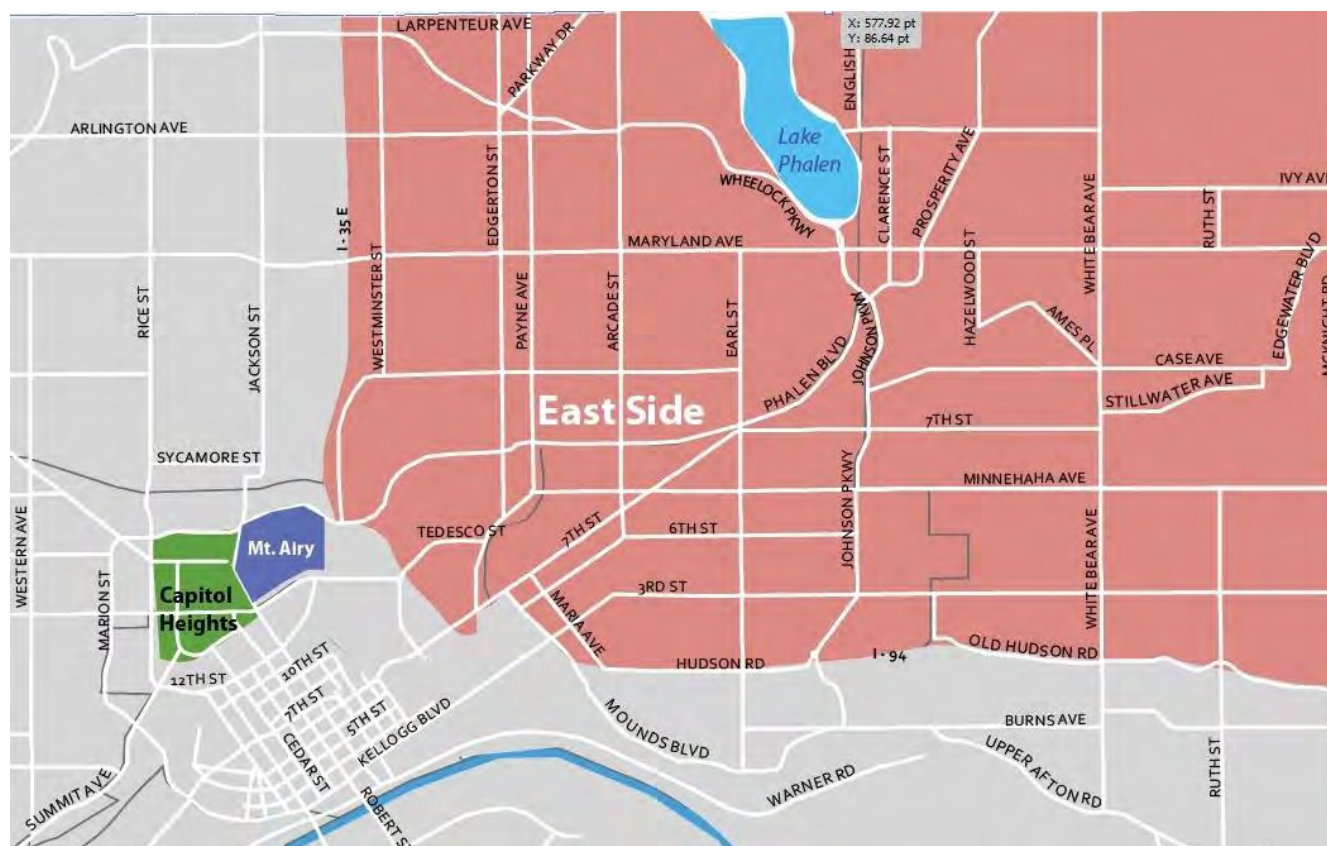 X: 577.92 pt
Y: 86.64 pt
LARPENTEUR AVE
PARKWAY DR
ENGLISH
ARLINGTON AVE
Lake
Phalen
WHEELOCK PKWY
CLARENCE ST
PROSPERITY AVE
IVY AVE
RUTH ST
WHITE BEAR AVE
I - 35 E
EDGERTON ST
MARYLAND AVE
WESTMINSTER ST
RICE ST
JACKSON ST
PAYNE AVE
ARCADE ST
EARL ST
PHALEN BLVD
JOHNSON PKWY
HAZELWOOD ST
AMES PL
EDGEWATER BLVD
MCKNIGHT RD
CASE AVE
STILLWATER AVE
East Side
7TH ST
SYCAMORE ST
MINNEHAHA AVE
WESTERN AVE
MARION ST
Mt. Airy
TEDESCO ST
7TH ST
6TH ST
JOHNSON PKWY
WHITE BEAR AVE
Capitol
Heights
3RD ST
MARIA AVE
HUDSON RD
I - 94
OLD HUDSON RD
12TH ST
10TH ST
7TH ST
5TH ST
KELLOGG BLVD
CEDAR ST
MOUNDS BLVD
BURNS AVE
UPPER AFTON RD
RUTH ST
WARNER RD
SUMMIT AVE
ROBERT ST